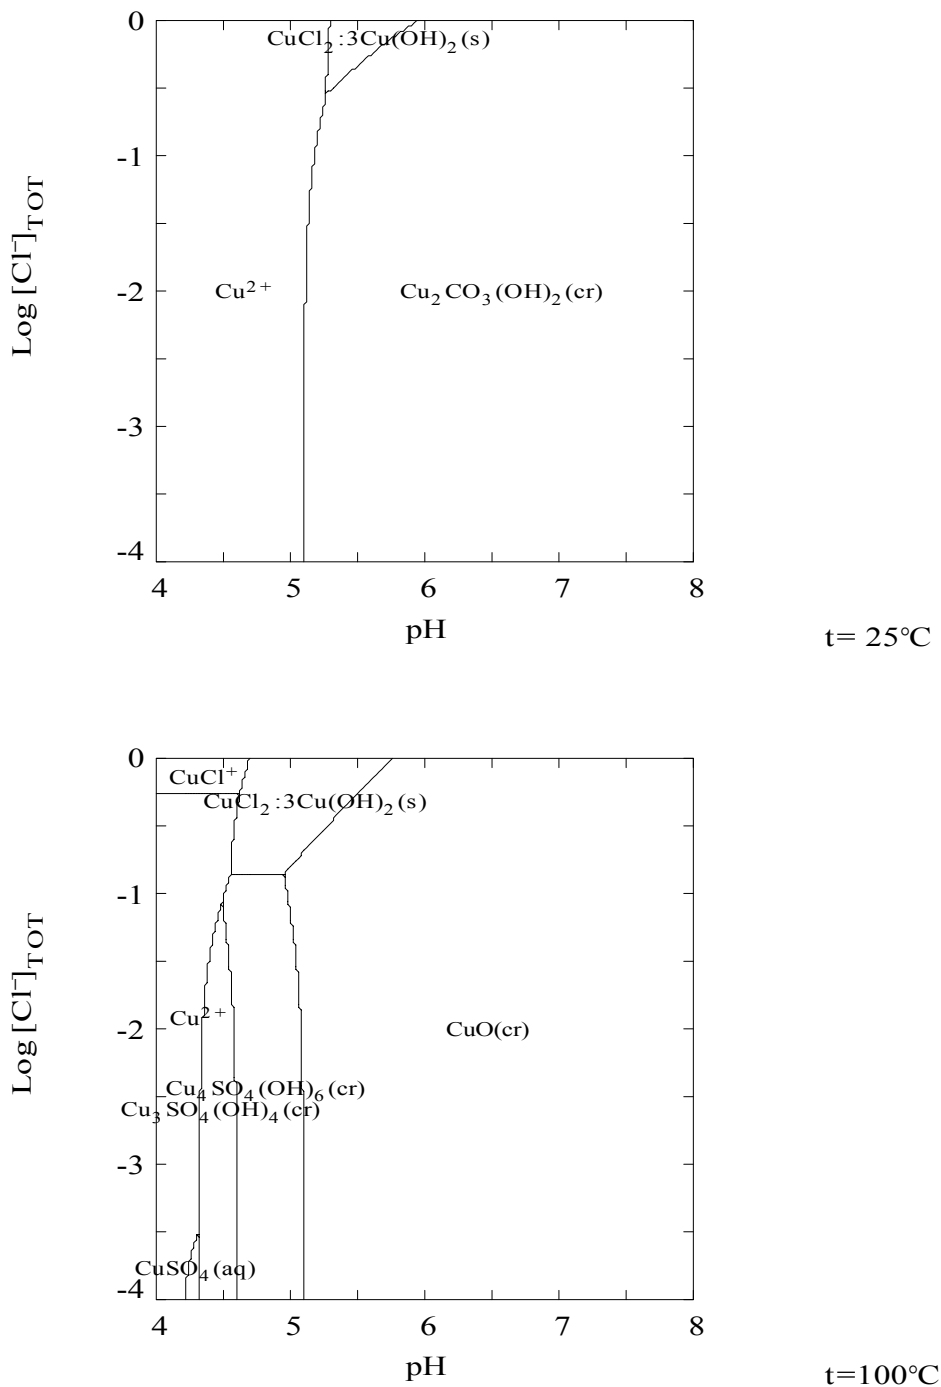 0
CuCl₂:3Cu(OH)₂(s)
-1
Log [Cl⁻]TOT
Cu²⁺
Cu₂CO₃(OH)₂(cr)
-2
-3
-4
4 5 6 7 8
pH
t= 25°C
0
CuCl⁺
CuCl₂:3Cu(OH)₂(s)
-1
Log [Cl⁻]TOT
Cu²⁺
CuO(cr)
-2
Cu₄SO₄(OH)₆(cr)
Cu₃SO₄(OH)₄(cr)
-3
CuSO₄(aq)
-4
4 5 6 7 8
pH
t=100°C